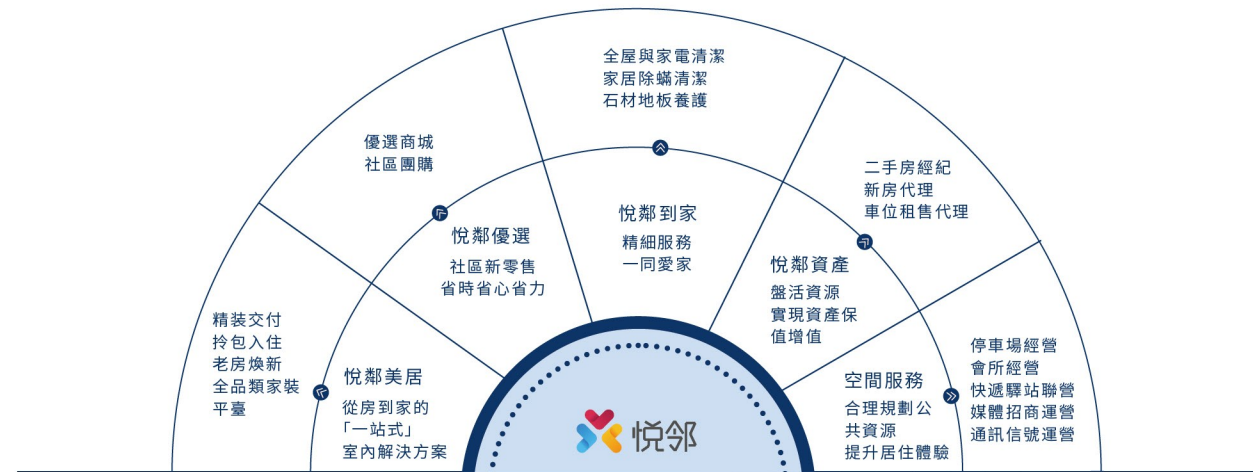 全屋與家電清潔
家居除蟎清潔
石材地板養護
優選商城
社區團購
二手房經紀
新房代理
車位租售代理
悅鄰到家
精細服務
一同愛家
悅鄰優選
社區新零售
省時省心省力
悅鄰資產
盤活資源
實現資產保
值增值
精装交付
拎包入住
老房煥新
全品類家裝
平臺
悅鄰美居
從房到家的
「一站式」
室內解決方案
空間服務
合理規劃公
共資源
提升居住體驗
停車場經營
會所經營
快遞驛站聯營
媒體招商運營
通訊信號運營
悦邻